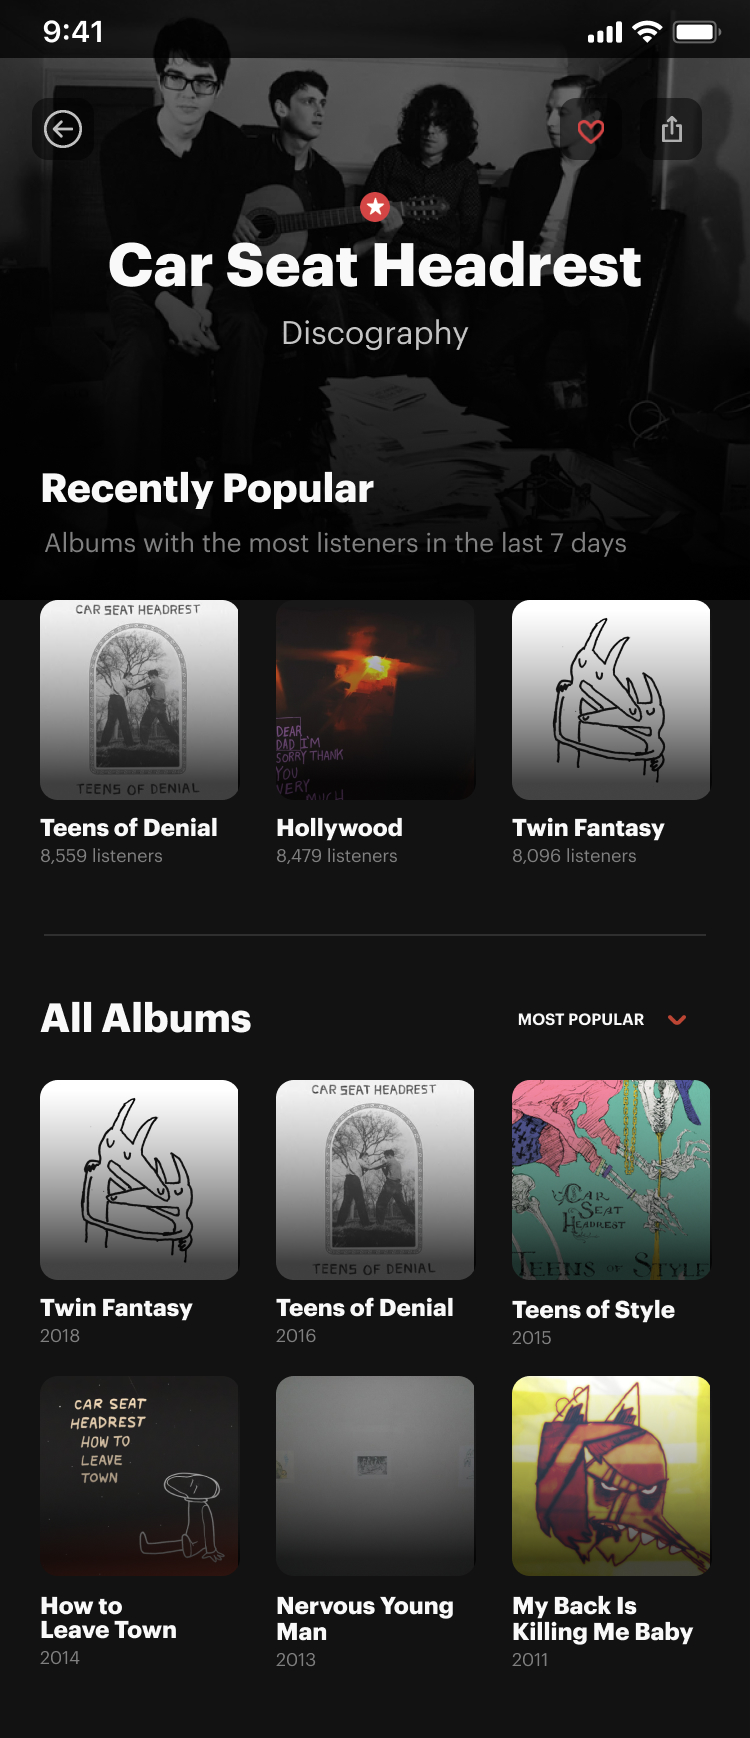 9:41
Car Seat Headrest
Discography
Recently Popular
Albums with the most listeners in the last 7 days
CAR SEAT HEADREST
TEENS OF DENIAL
DEAR
DAD I'M
SORRY THANK
YOU
VERY
MUCH
Teens of Denial
Hollywood
Twin Fantasy
8,559 listeners
8,479 listeners
8,096 listeners
All Albums
MOST POPULAR
CAR SEAT HEADREST
TEENS OF DENIAL
CAR
SEAT
HEADREST
TEENS OF STYLE
Twin Fantasy
Teens of Denial
Teens of Style
2018
2016
2015
CAR SEAT
HEADREST
HOW TO
LEAVE
TOWN
How to
Leave Town
2014
Nervous Young
Man
2013
My Back Is
Killing Me Baby
2011